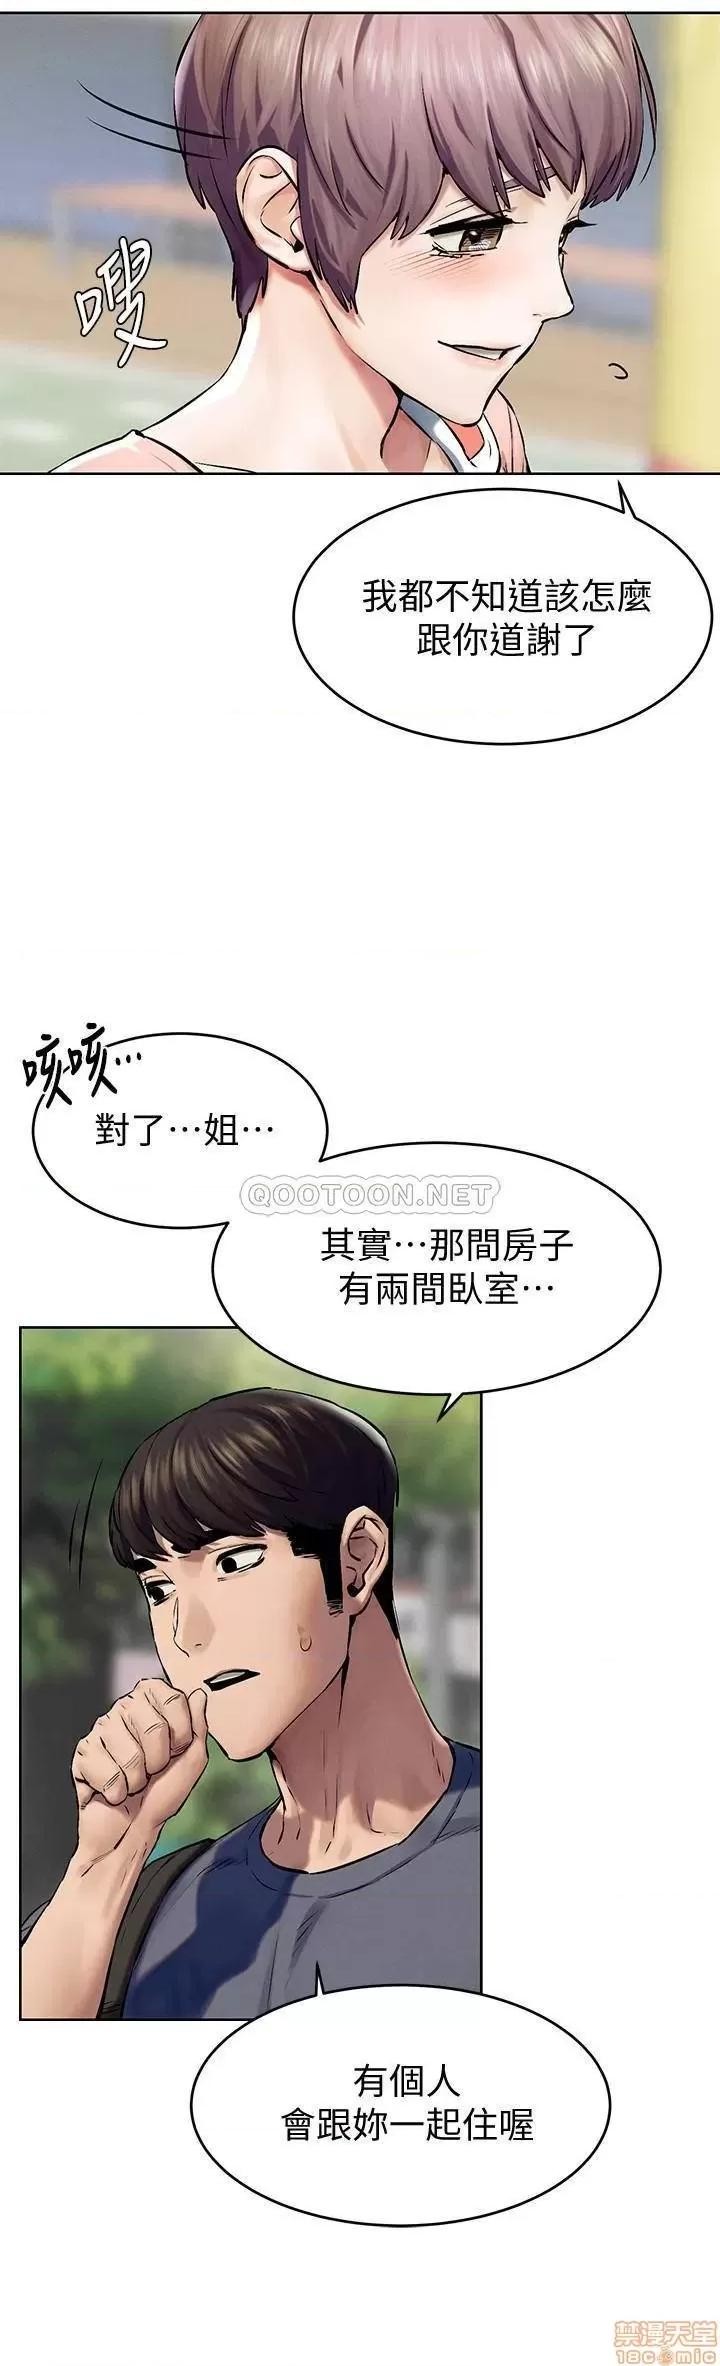 嗖
我都不知道該怎麼
跟你道謝了
咳咳…
對了…姐…
QOOTOON.NET
其實…那間房子
有兩間臥室…
有個人
會跟妳一起住喔
禁漫天堂
18comic